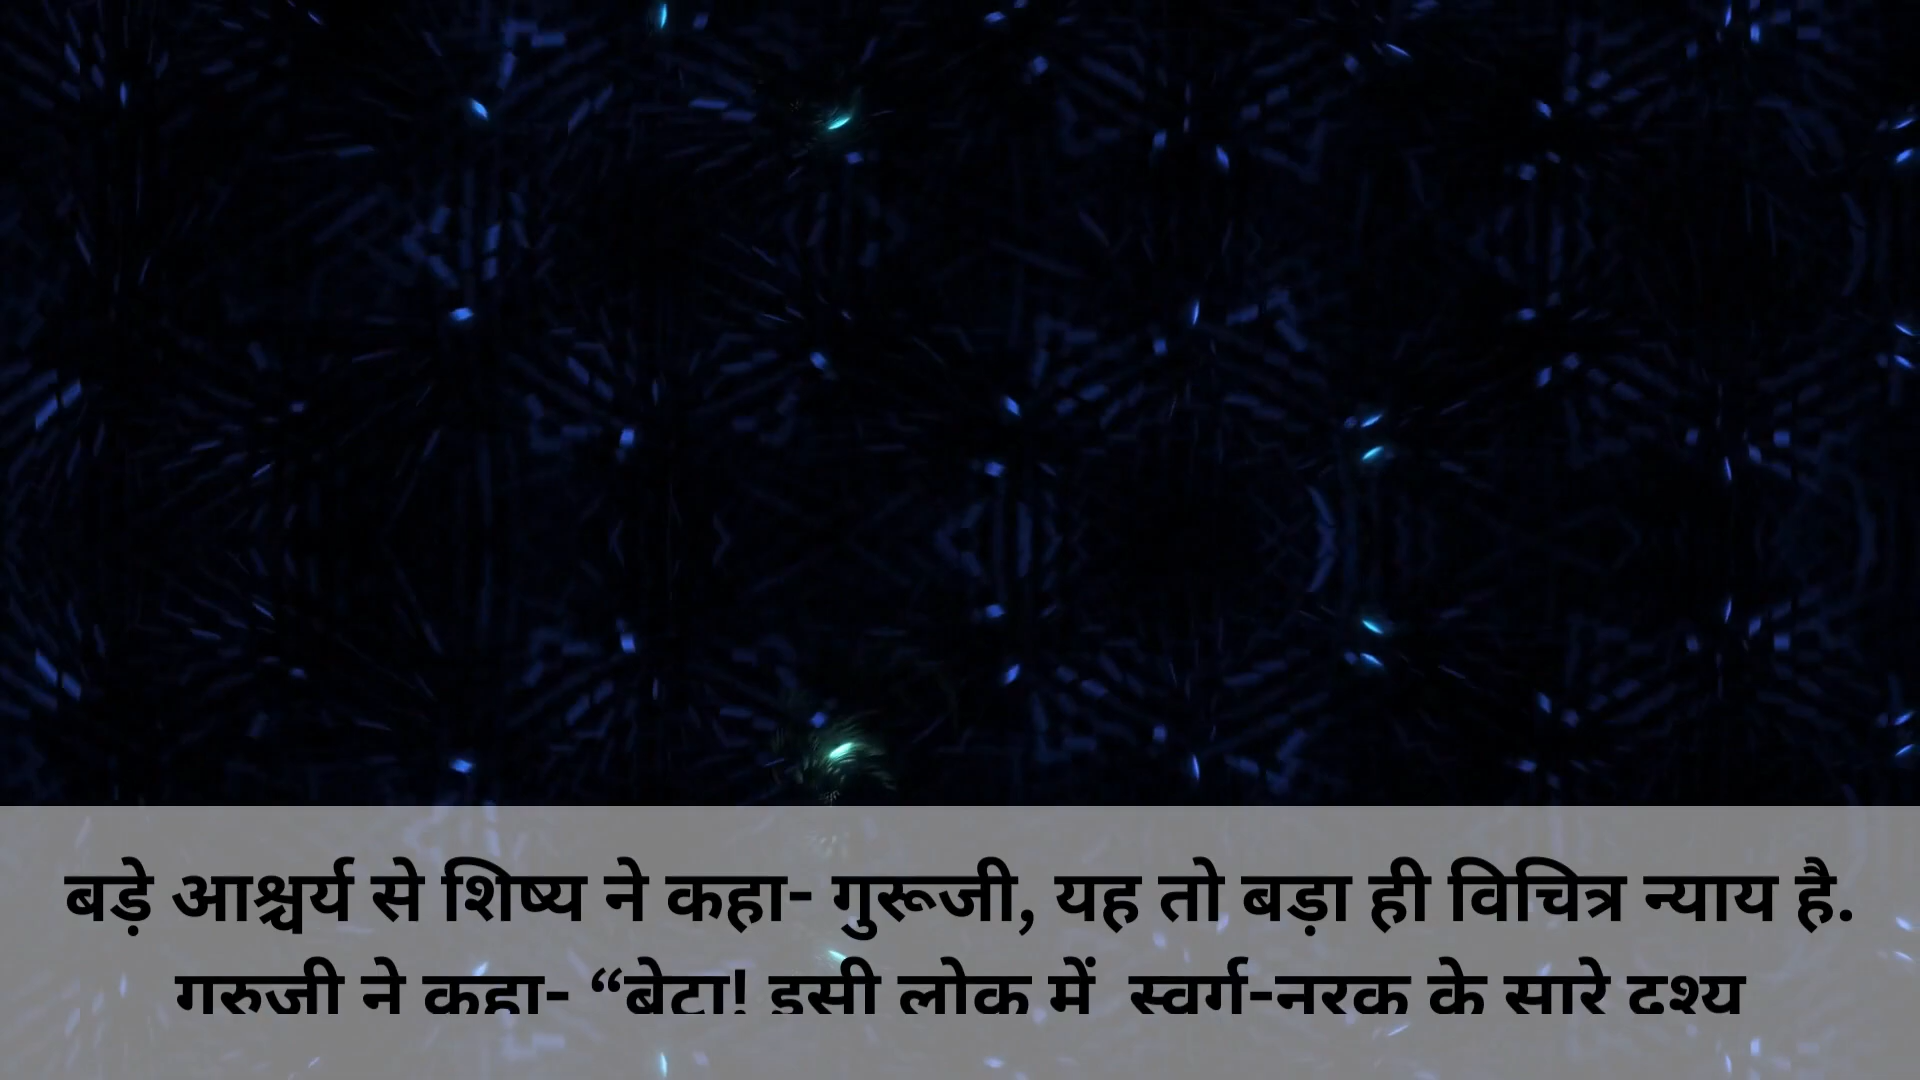 बड़े आश्चर्य से शिष्य ने कहा- गुरूजी, यह तो बड़ा ही विचित्र न्याय है.
गुरुजी ने कहा- “बेटा! इसी लोक में  स्वर्ग-नरक के सारे दृश्य